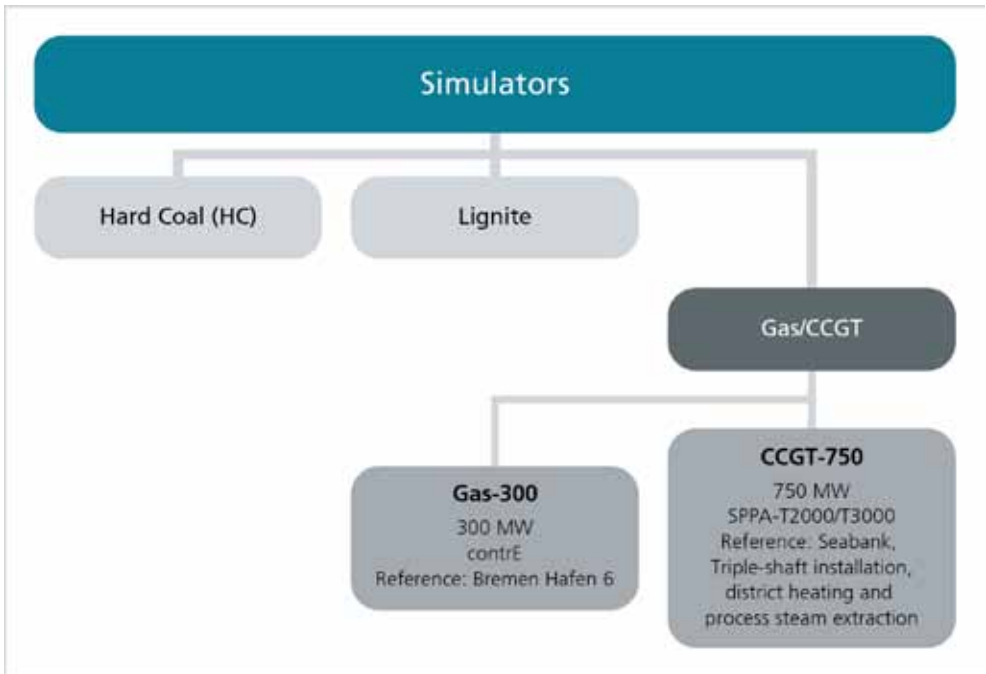 Simulators
Hard Coal (HC)
Lignite
Gas/CCGT
Gas-300
300 MW
contrE
Reference: Bremen Hafen 6
CCGT-750
750 MW
SPPA-T2000/T3000
Reference: Seabank,
Triple-shaft installation,
district heating and
process steam extraction